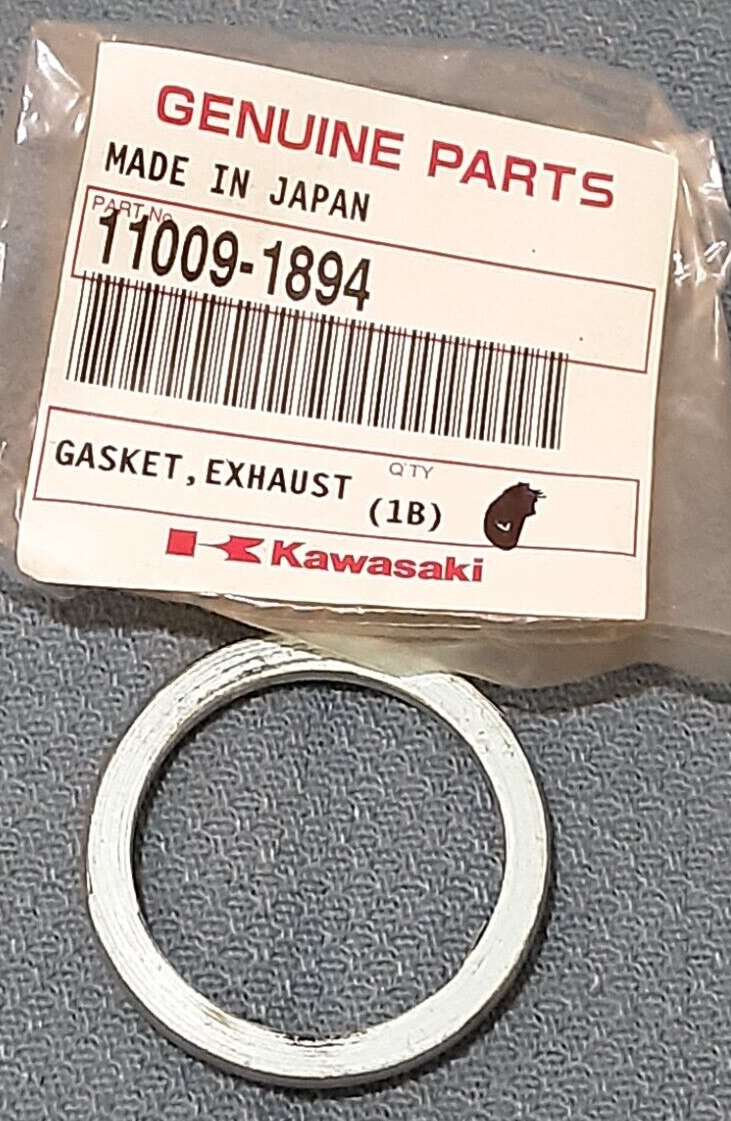 GENUINE PARTS
MADE IN JAPAN
PART No.
11009-1894
GASKET,EXHAUST
Q'TY
(1B)
Kawasaki